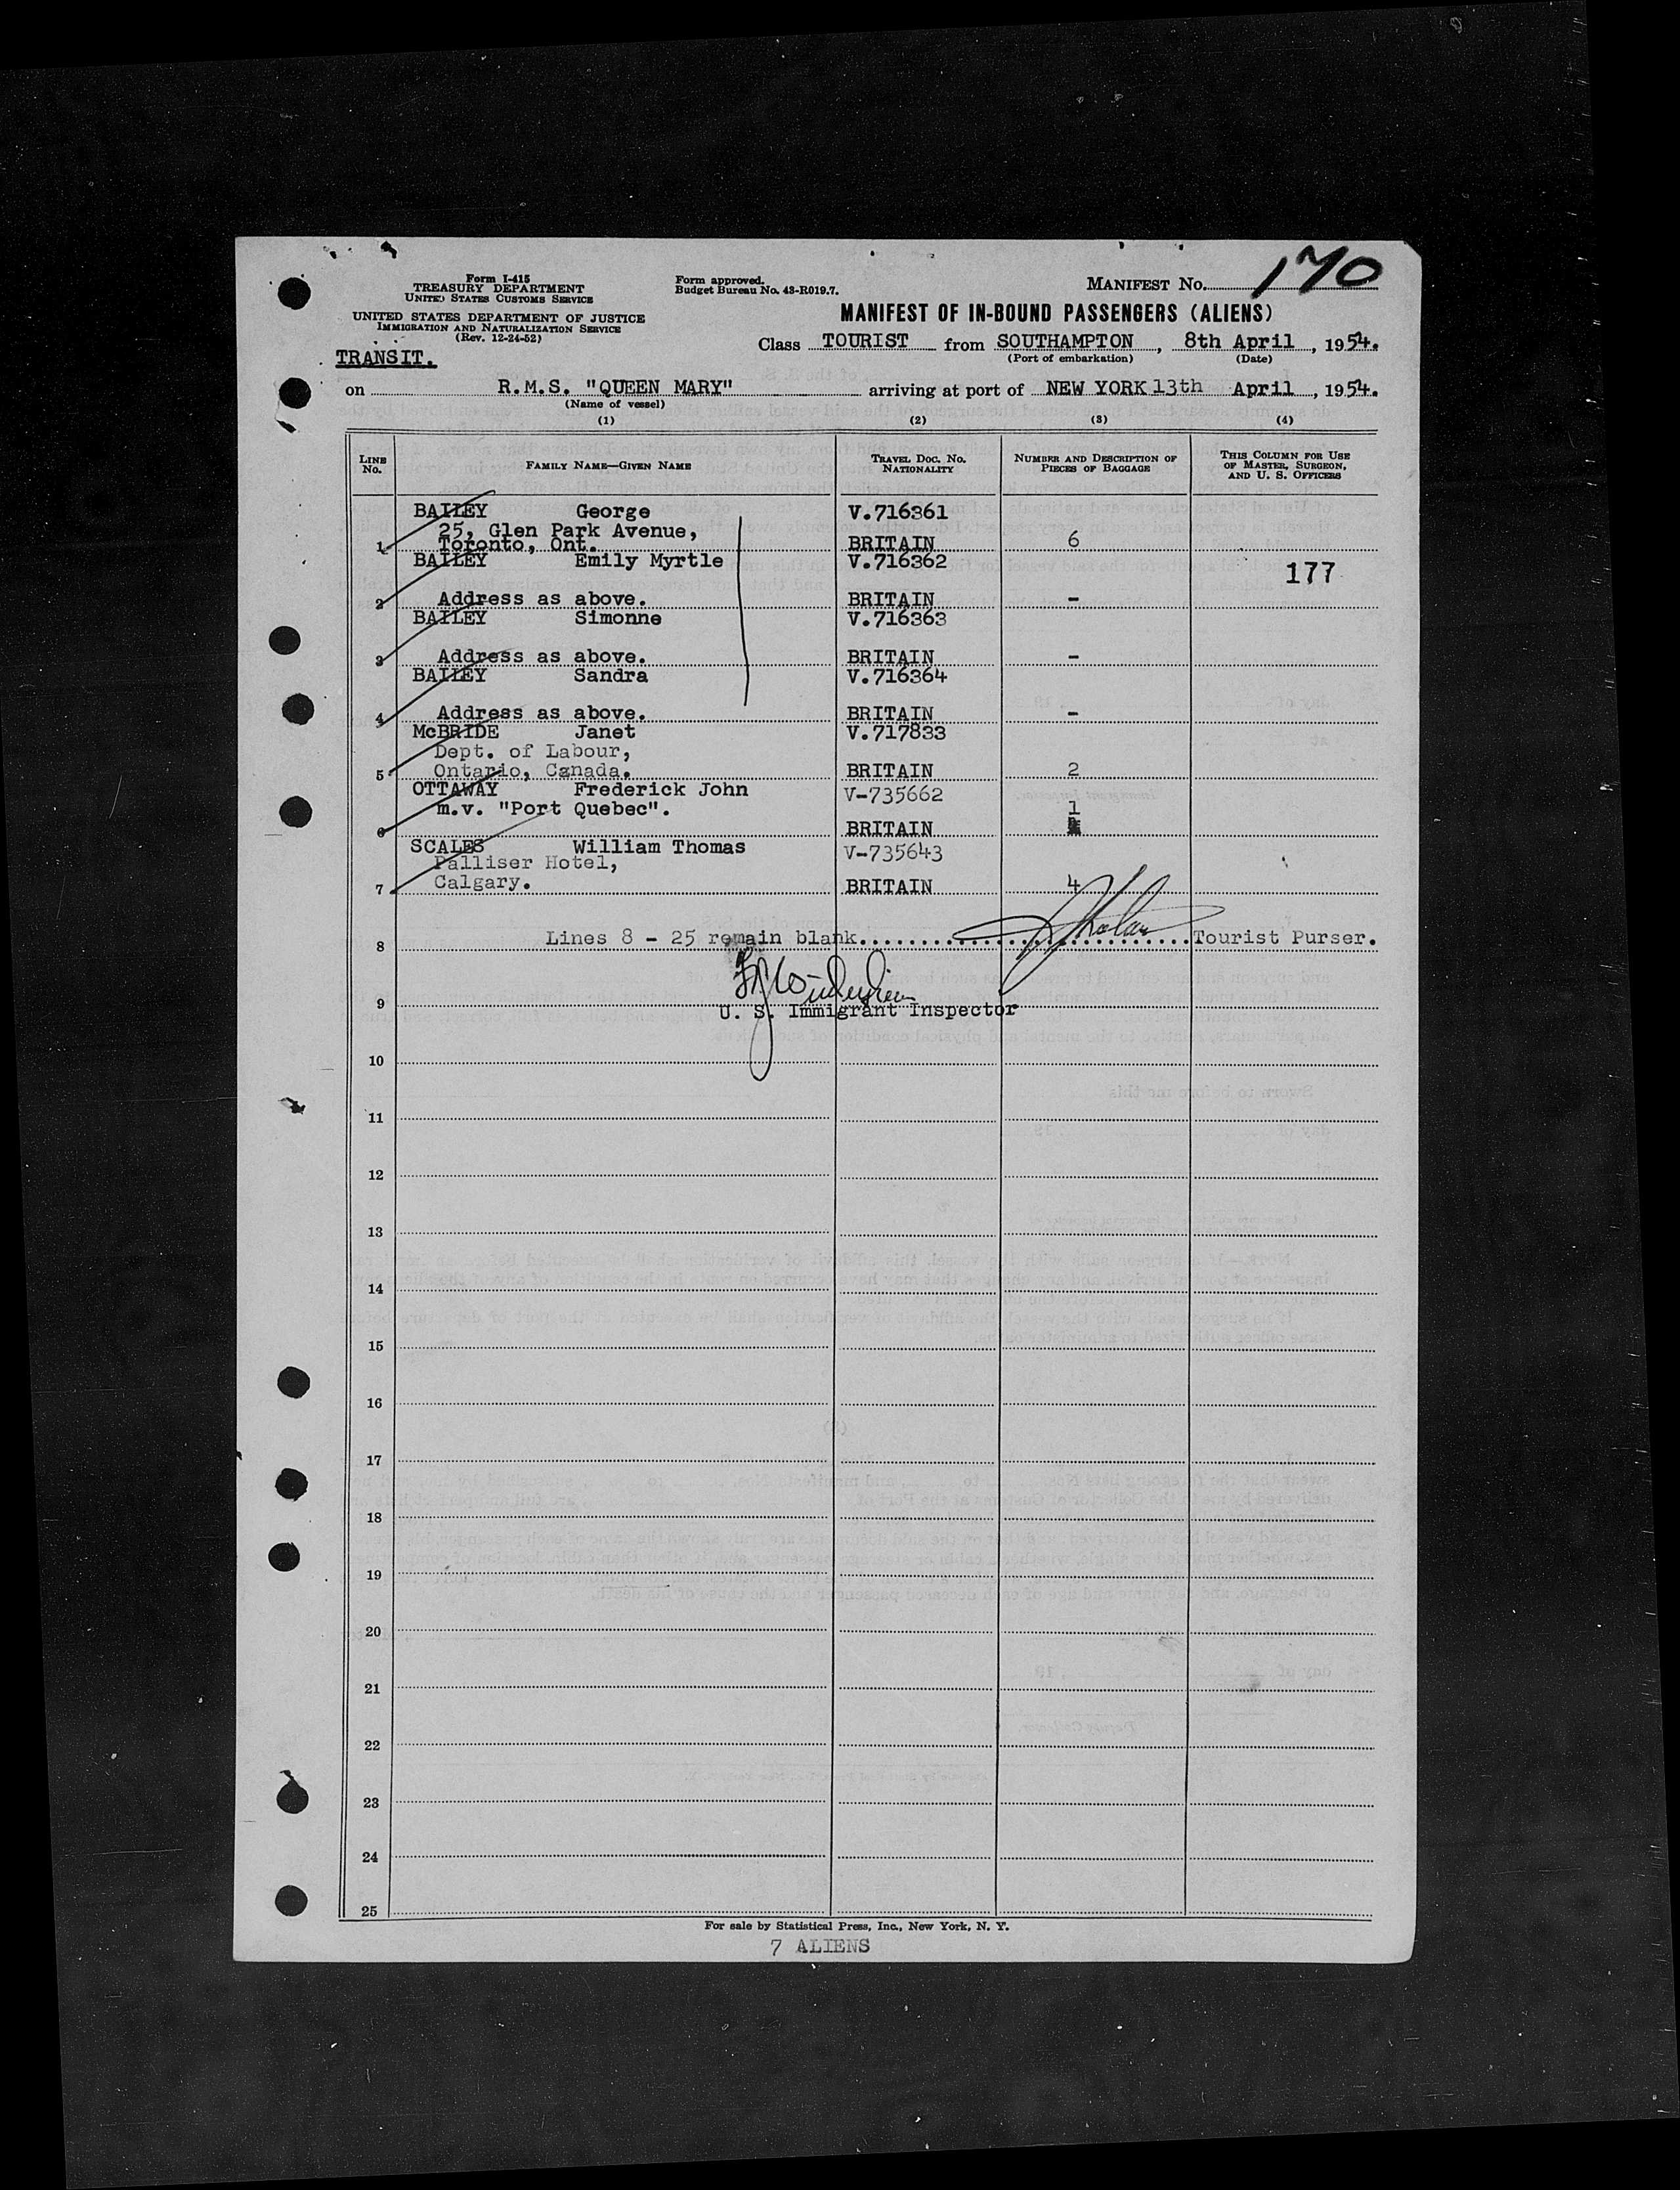 Form I-415
TREASURY DEPARTMENT
UNITED STATES CUSTOMS SERVICE
UNITED STATES DEPARTMENT OF JUSTICE
IMMIGRATION AND NATURALIZATION SERVICE
(Rev. 12-24-52)
TRANSIT.
Form approved.
Budget Bureau No. 43-R019.7.
MANIFEST No. 170
MANIFEST OF IN-BOUND PASSENGERS (ALIENS)
Class TOURIST from SOUTHAMPTON, 8th April, 1954.
(Port of embarkation) (Date)
on R.M.S. "QUEEN MARY" arriving at port of NEW YORK 13th April, 1954.
(Name of vessel)
(1) (2) (3) (4)
LINE No. FAMILY NAME—GIVEN NAME TRAVEL DOC. NO. NATIONALITY NUMBER AND DESCRIPTION OF PIECES OF BAGGAGE THIS COLUMN FOR USE OF MASTER, SURGEON, AND U. S. OFFICERS
BAILEY George V.716361
25, Glen Park Avenue,
1 Toronto, Ont. BRITAIN 6
BAILEY Emily Myrtle V.716362
177
2 Address as above. BRITAIN -
BAILEY Simonne V.716363
3 Address as above. BRITAIN -
BAILEY Sandra V.716364
4 Address as above. BRITAIN -
McBRIDE Janet V.717833
Dept. of Labour,
5 Ontario, Canada. BRITAIN 2
OTTAWAY Frederick John V-735662
m.v. "Port Quebec". 1
6 BRITAIN
SCALES William Thomas V-735643
Palliser Hotel,
7 Calgary. BRITAIN 4
8 Lines 8 - 25 remain blank. Tourist Purser.
9
U. S. Immigrant Inspector
10
11
12
13
14
15
16
17
18
19
20
21
22
23
24
25
For sale by Statistical Press, Inc., New York, N. Y.
7 ALIENS